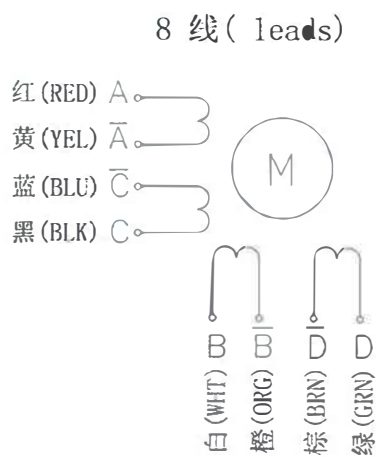 8 线( leads)
红(RED) A
黄(YEL) A̅
蓝(BLU) C̅
黑(BLK) C
M
B B̅ D̅ D
白(WHT) 橙(ORG) 棕(BRN) 绿(GRN)